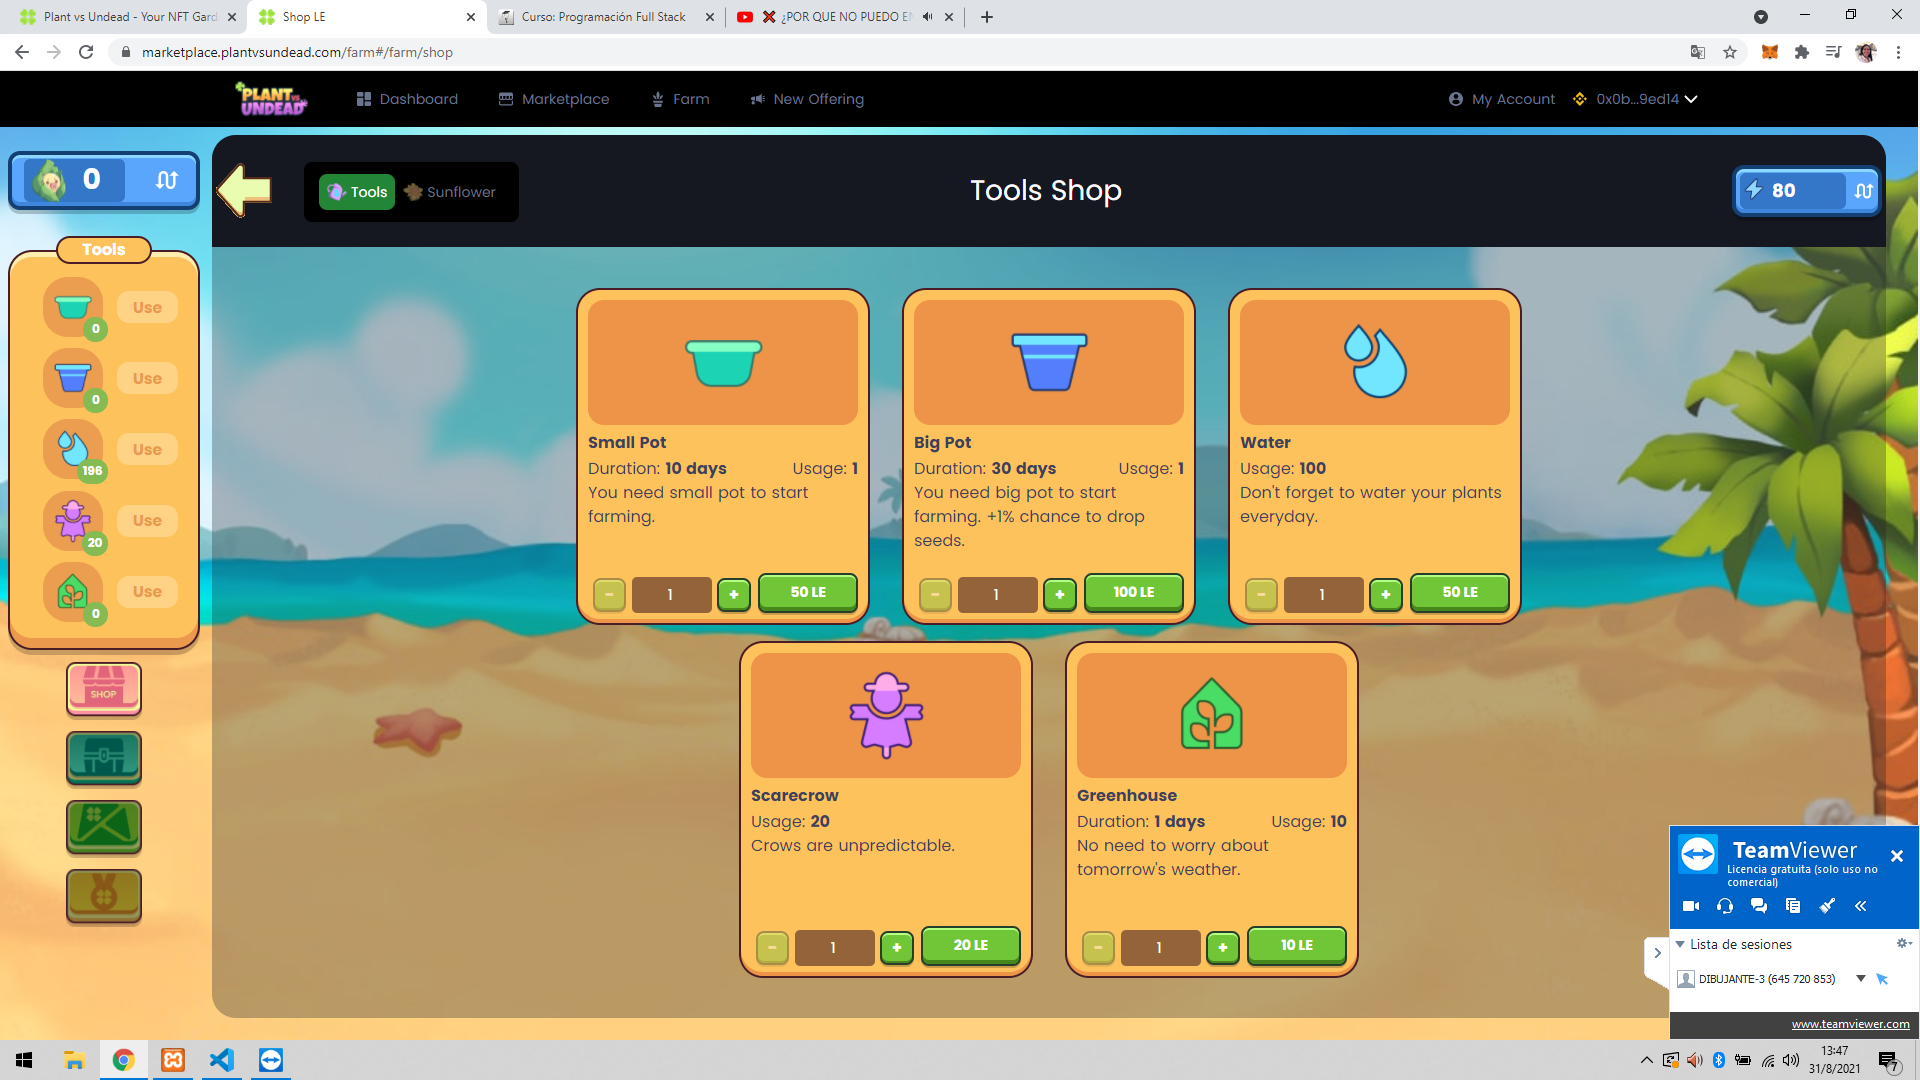 Plant vs Undead - Your NFT Gard
Shop LE
Curso: Programación Full Stack
¿POR QUE NO PUEDO EN
marketplace.plantvsundead.com/farm#/farm/shop
PLANT VS UNDEAD
Dashboard
Marketplace
Farm
New Offering
My Account
0x0b...9ed14
0
Tools
Sunflower
Tools Shop
80
Tools
Use
0
Use
0
Use
196
Use
20
Use
0
SHOP
Small Pot
Duration: 10 days Usage: 1
You need small pot to start
farming.
- 1 + 50 LE
Big Pot
Duration: 30 days Usage: 1
You need big pot to start
farming. +1% chance to drop
seeds.
- 1 + 100 LE
Water
Usage: 100
Don't forget to water your plants
everyday.
- 1 + 50 LE
Scarecrow
Usage: 20
Crows are unpredictable.
- 1 + 20 LE
Greenhouse
Duration: 1 days Usage: 10
No need to worry about
tomorrow's weather.
- 1 + 10 LE
TeamViewer
Licencia gratuita (solo uso no
comercial)
Lista de sesiones
DIBUJANTE-3 (645 720 853)
www.teamviewer.com
13:47
31/8/2021
7